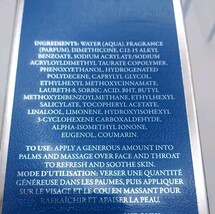 INGREDIENTS: WATER (AQUA), FRAGRANCE
(PARFUM), DIMETHICONE, C12-15 ALKYL
BENZOATE, SODIUM ACRYLATE/SODIUM
ACRYLOYLDIMETHYL TAURATE COPOLYMER,
PHENOXYETHANOL, HYDROGENATED
POLYDECENE, CAPRYLYL GLYCOL,
ETHYLHEXYL METHOXYCINNAMATE,
LAURETH-8, SORBIC ACID, BHT, BUTYL
METHOXYDIBENZOYLMETHANE, ETHYLHEXYL
SALICYLATE, TOCOPHERYL ACETATE,
LINALOOL, LIMONENE, HYDROXYISOHEXYL
3-CYCLOHEXENE CARBOXALDEHYDE,
ALPHA-ISOMETHYL IONONE,
EUGENOL, COUMARIN.
TO USE: APPLY A GENEROUS AMOUNT INTO
PALMS AND MASSAGE OVER FACE AND THROAT
TO REFRESH AND SOOTHE SKIN.
MODE D'UTILISATION: VERSER UNE QUANTITÉ
GÉNÉREUSE DANS LES PAUMES, PUIS APPLIQUER
SUR LE VISAGE ET LE COU EN MASSANT POUR
RAFRAÎCHIR ET APAISER LA PEAU.